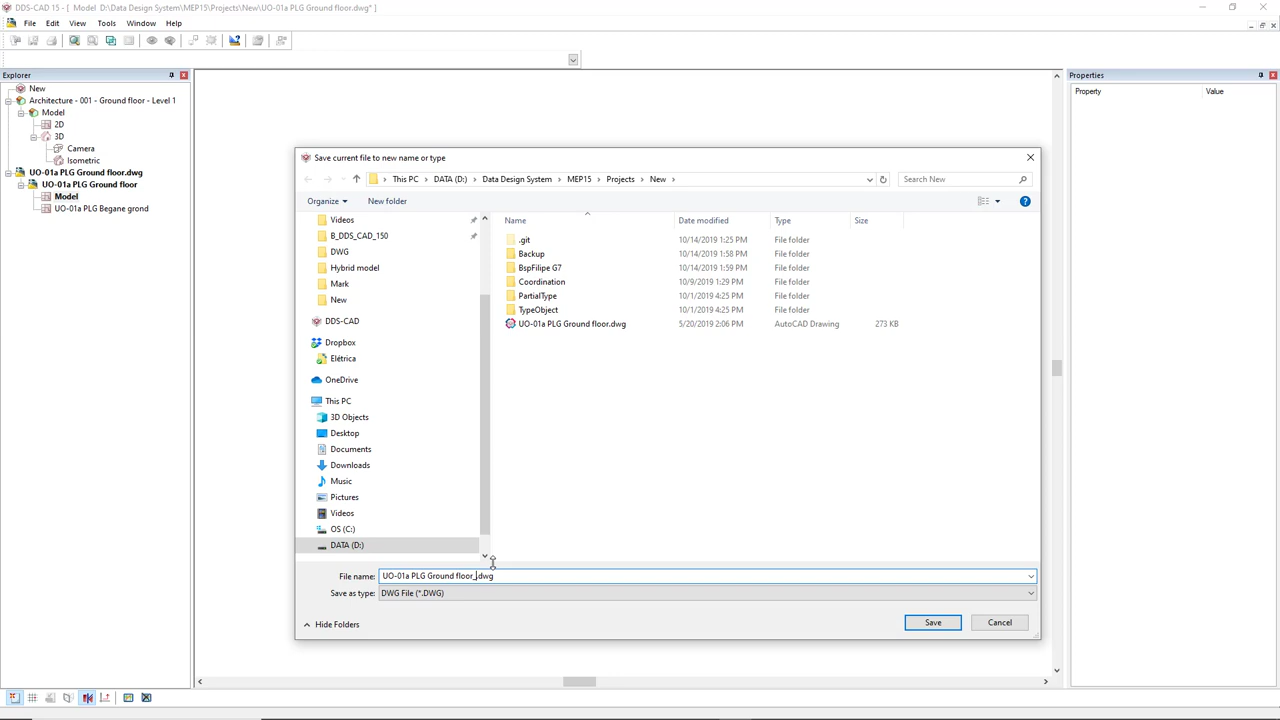 DDS-CAD 15 - [ Model D:\Data Design System\MEP15\Projects\New\UO-01a PLG Ground floor.dwg* ]
File Edit View Tools Window Help
Explorer
New
Architecture - 001 - Ground floor - Level 1
Model
2D
3D
Camera
Isometric
UO-01a PLG Ground floor.dwg
UO-01a PLG Ground floor
Model
UO-01a PLG Begane grond
Properties
Property Value
Save current file to new name or type
This PC > DATA (D:) > Data Design System > MEP15 > Projects > New >
Search New
Organize New folder
Videos
B_DDS_CAD_150
DWG
Hybrid model
Mark
New
DDS-CAD
Dropbox
Elétrica
OneDrive
This PC
3D Objects
Desktop
Documents
Downloads
Music
Pictures
Videos
OS (C:)
DATA (D:)
Name Date modified Type Size
.git 10/14/2019 1:25 PM File folder
Backup 10/14/2019 1:58 PM File folder
BspFilipe G7 10/14/2019 1:59 PM File folder
Coordination 10/9/2019 1:29 PM File folder
PartialType 10/1/2019 4:25 PM File folder
TypeObject 10/1/2019 4:25 PM File folder
UO-01a PLG Ground floor.dwg 5/20/2019 2:06 PM AutoCAD Drawing 273 KB
File name: UO-01a PLG Ground floor_.dwg
Save as type: DWG File (*.DWG)
Hide Folders
Save Cancel